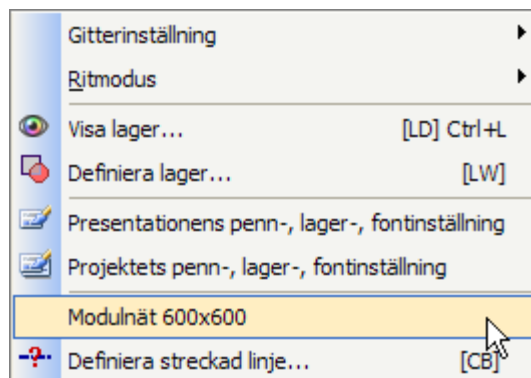 Gitterinställning
Ritmodus
Visa lager... [LD] Ctrl+L
Definiera lager... [LW]
Presentationens penn-, lager-, fontinställning
Projektets penn-, lager-, fontinställning
Modulnät 600x600
Definiera streckad linje... [CB]